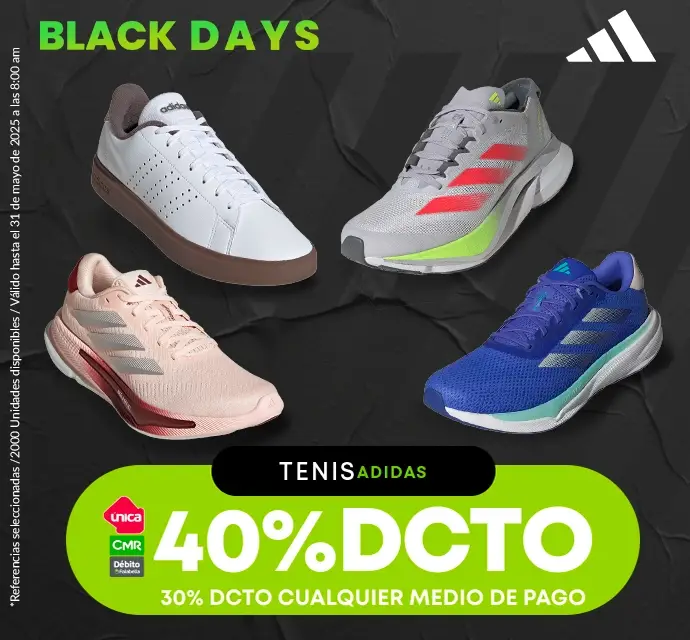 BLACK DAYS
*Referencias seleccionadas /2000 Unidades disponibles / Válido hasta el 31 de mayo de 2025 a las 8:00 am
adidas
TENIS ADIDAS
única
CMR
Débito
Falabella
40% DCTO
30% DCTO CUALQUIER MEDIO DE PAGO